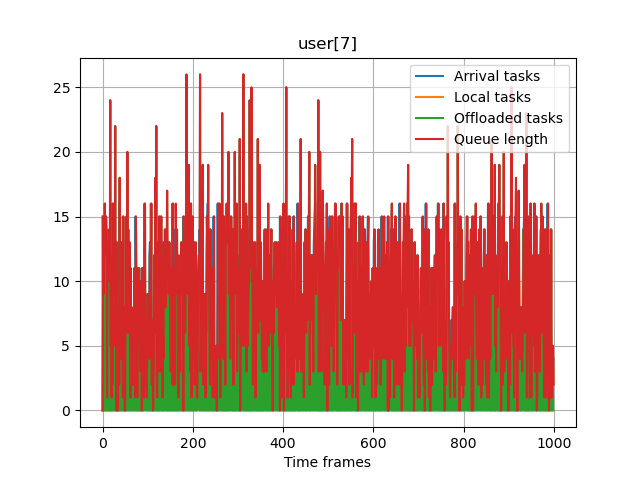 user[7]
Arrival tasks
Local tasks
Offloaded tasks
Queue length
25
20
15
10
5
0
0 200 400 600 800 1000
Time frames